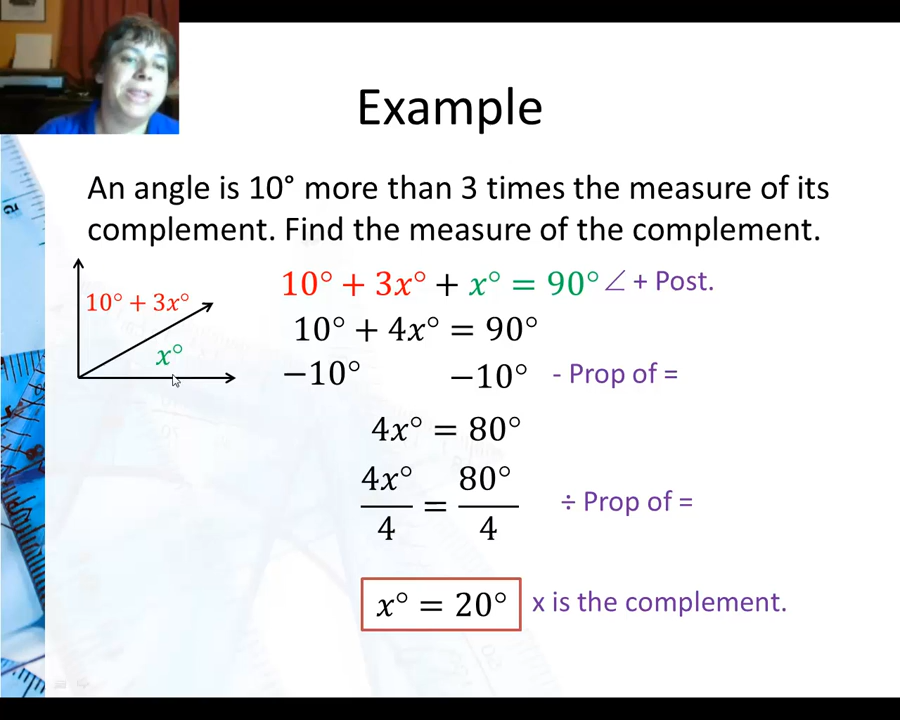 Example
An angle is 10° more than 3 times the measure of its
complement. Find the measure of the complement.
10° + 3x°
x°
10° + 3x° + x° = 90° ∠ + Post.
10° + 4x° = 90°
−10° −10° - Prop of =
4x° = 80°
4x°/4 = 80°/4 ÷ Prop of =
x° = 20° x is the complement.